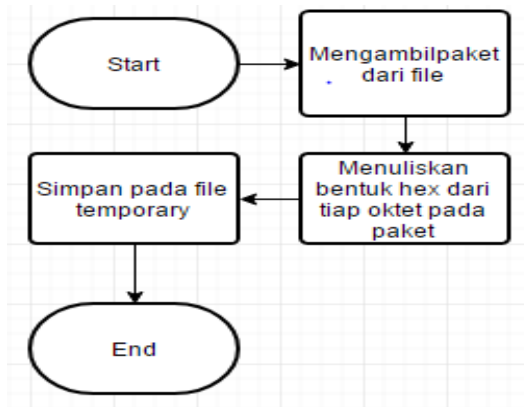 Start
Mengambilpaket
dari file
Menuliskan
bentuk hex dari
tiap oktet pada
paket
Simpan pada file
temporary
End